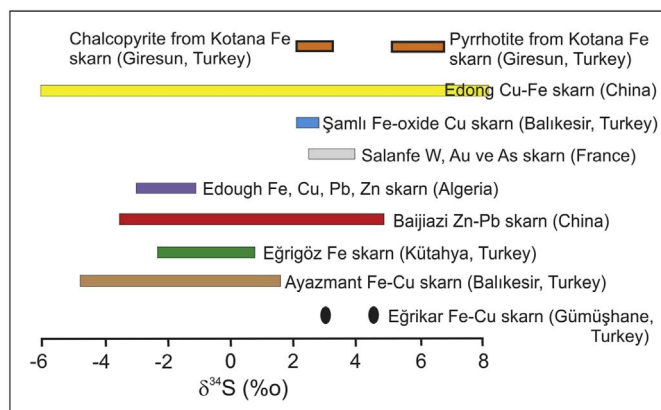 Chalcopyrite from Kotana Fe
skarn (Giresun, Turkey)
Pyrrhotite from Kotana Fe
skarn (Giresun, Turkey)
Edong Cu-Fe skarn (China)
Şamlı Fe-oxide Cu skarn (Balıkesir, Turkey)
Salanfe W, Au ve As skarn (France)
Edough Fe, Cu, Pb, Zn skarn (Algeria)
Baijiazi Zn-Pb skarn (China)
Eğrigöz Fe skarn (Kütahya, Turkey)
Ayazmant Fe-Cu skarn (Balıkesir, Turkey)
Eğrikar Fe-Cu skarn (Gümüşhane,
Turkey)
-6 -4 -2 0 2 4 6 8
δ³⁴S (%o)